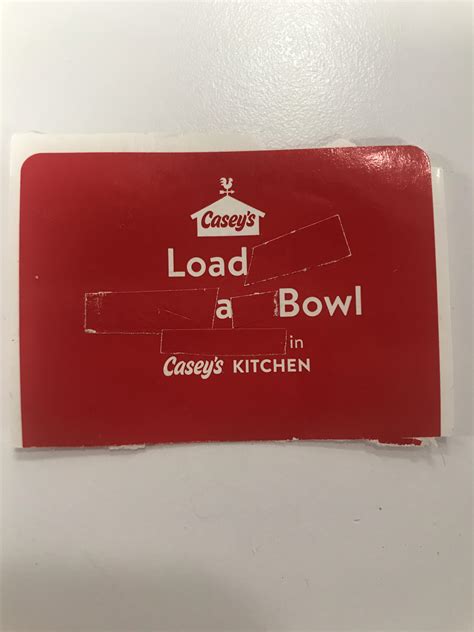 Casey's
Load
a Bowl
in
Casey's KITCHEN